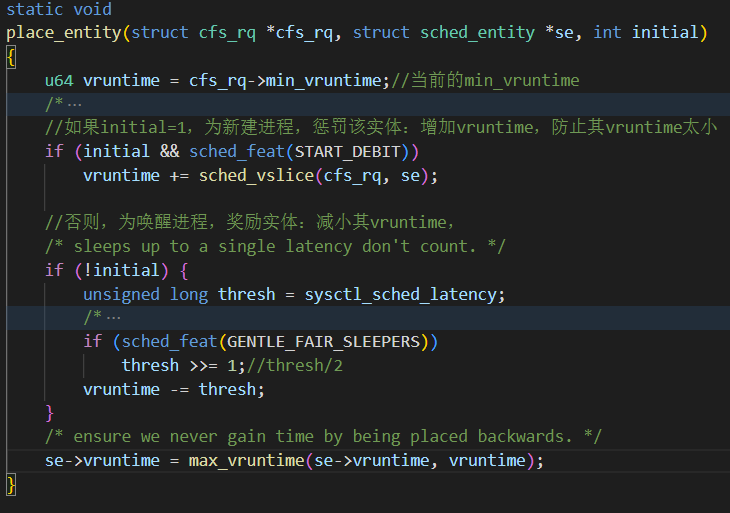 static void
place_entity(struct cfs_rq *cfs_rq, struct sched_entity *se, int initial)
{
    u64 vruntime = cfs_rq->min_vruntime;//当前的min_vruntime
    /*···
    //如果initial=1，为新建进程，惩罚该实体：增加vruntime，防止其vruntime太小
    if (initial && sched_feat(START_DEBIT))
        vruntime += sched_vslice(cfs_rq, se);
    //否则，为唤醒进程，奖励实体：减小其vruntime，
    /* sleeps up to a single latency don't count. */
    if (!initial) {
        unsigned long thresh = sysctl_sched_latency;
        /*···
        if (sched_feat(GENTLE_FAIR_SLEEPERS))
            thresh >>= 1;//thresh/2
        vruntime -= thresh;
    }
    /* ensure we never gain time by being placed backwards. */
    se->vruntime = max_vruntime(se->vruntime, vruntime);
}